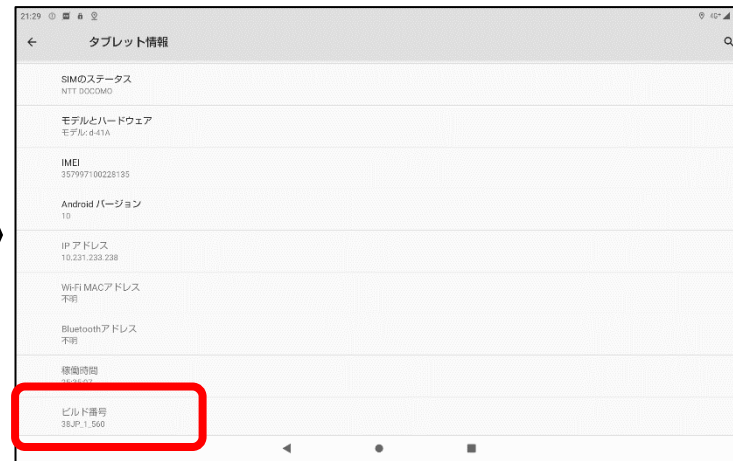 21:29
タブレット情報
SIMのステータス
NTT DOCOMO
モデルとハードウェア
モデル: d-41A
IMEI
357997100228135
Android バージョン
10
IP アドレス
10.231.233.238
Wi-Fi MACアドレス
不明
Bluetoothアドレス
不明
稼働時間
ビルド番号
38JP_1_560